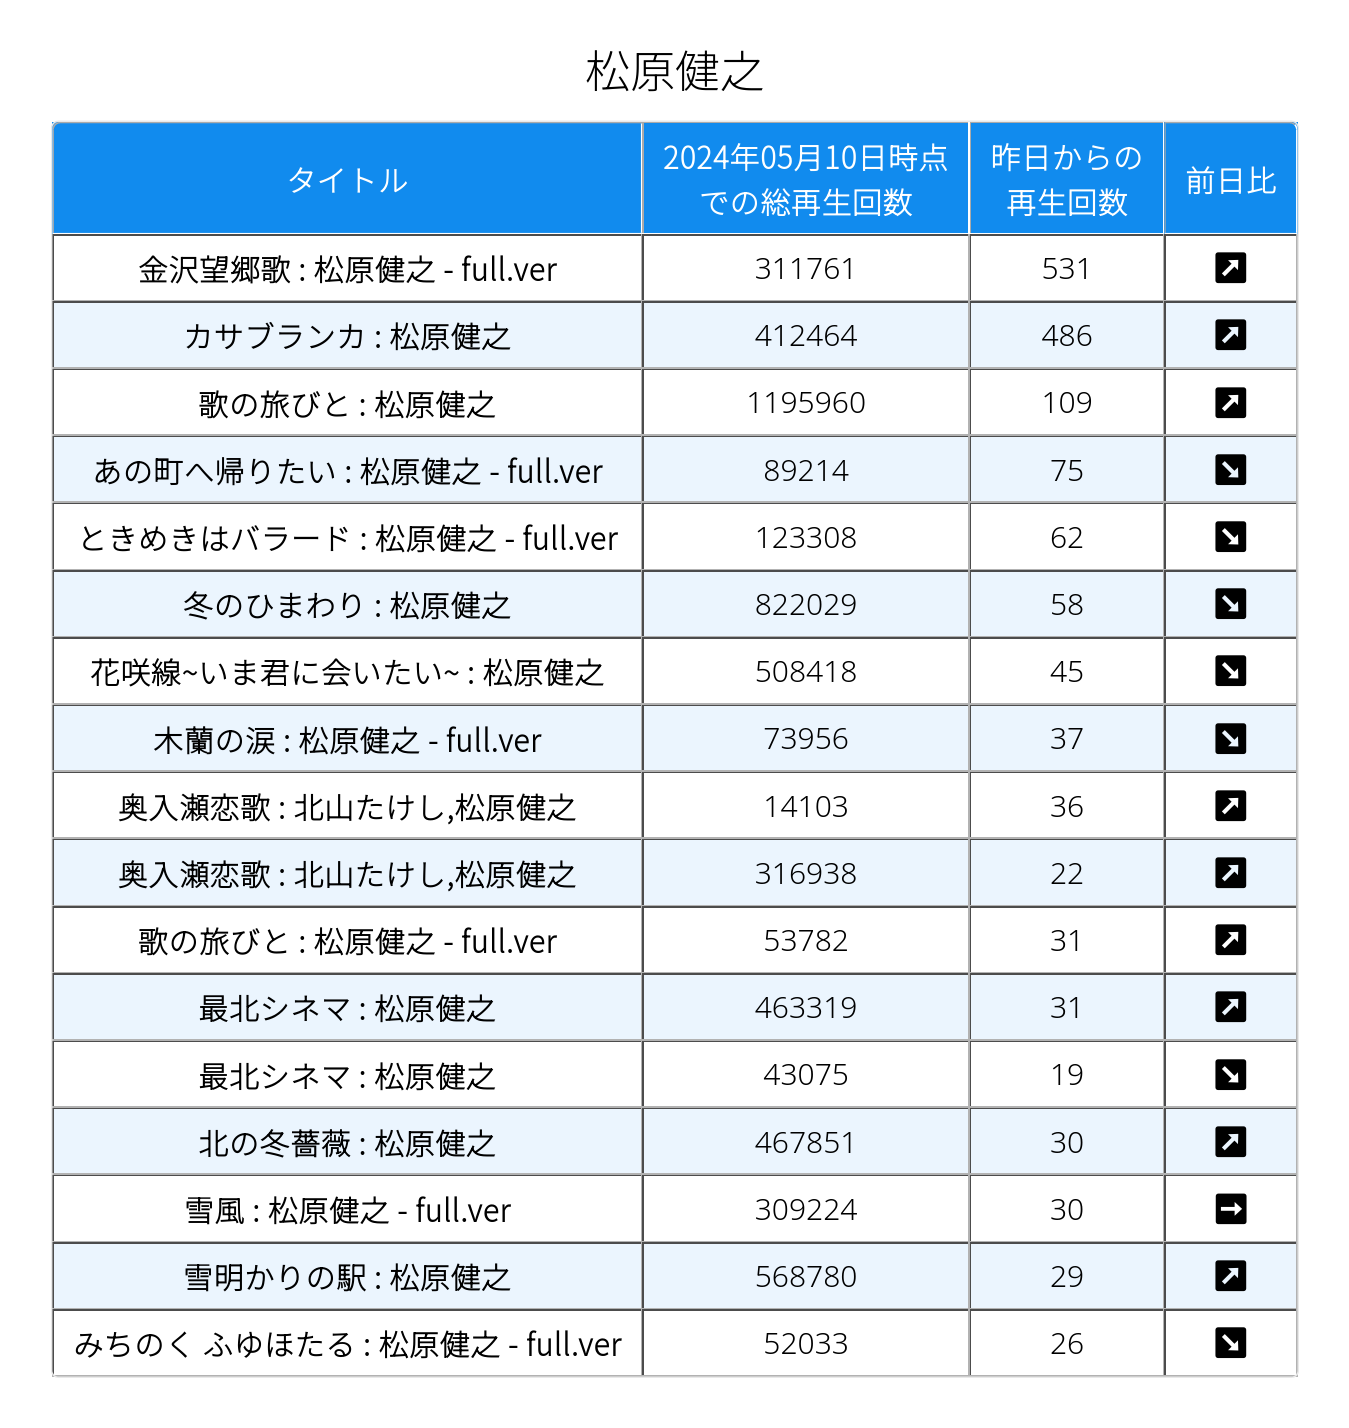 松原健之
タイトル
2024年05月10日時点
での総再生回数
昨日からの
再生回数
前日比
金沢望郷歌 : 松原健之 - full.ver 311761 531
カサブランカ : 松原健之 412464 486
歌の旅びと : 松原健之 1195960 109
あの町へ帰りたい : 松原健之 - full.ver 89214 75
ときめきはバラード : 松原健之 - full.ver 123308 62
冬のひまわり : 松原健之 822029 58
花咲線~いま君に会いたい~ : 松原健之 508418 45
木蘭の涙 : 松原健之 - full.ver 73956 37
奥入瀬恋歌 : 北山たけし,松原健之 14103 36
奥入瀬恋歌 : 北山たけし,松原健之 316938 22
歌の旅びと : 松原健之 - full.ver 53782 31
最北シネマ : 松原健之 463319 31
最北シネマ : 松原健之 43075 19
北の冬薔薇 : 松原健之 467851 30
雪風 : 松原健之 - full.ver 309224 30
雪明かりの駅 : 松原健之 568780 29
みちのく ふゆほたる : 松原健之 - full.ver 52033 26